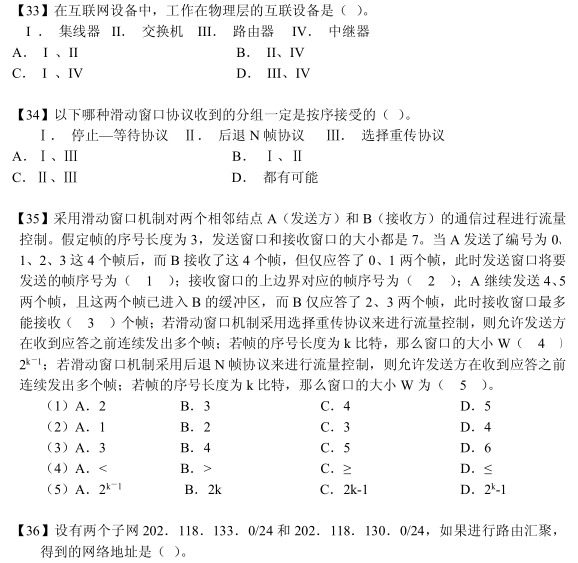 【33】在互联网设备中，工作在物理层的互联设备是（ ）。
Ⅰ． 集线器 II． 交换机 III． 路由器 IV． 中继器
A． Ⅰ、II B． II、IV
C． Ⅰ、IV D． III、IV
【34】以下哪种滑动窗口协议收到的分组一定是按序接受的（ ）。
Ⅰ． 停止—等待协议 Ⅱ． 后退 N 帧协议 Ⅲ． 选择重传协议
A．Ⅰ、Ⅲ B． Ⅰ、Ⅱ
C．Ⅱ、Ⅲ D． 都有可能
【35】采用滑动窗口机制对两个相邻结点 A（发送方）和 B（接收方）的通信过程进行流量
控制。假定帧的序号长度为 3，发送窗口和接收窗口的大小都是 7。当 A 发送了编号为 0、
1、2、3 这 4 个帧后，而 B 接收了这 4 个帧，但仅应答了 0、1 两个帧，此时发送窗口将要
发送的帧序号为（ 1 ）；接收窗口的上边界对应的帧序号为（ 2 ）；A 继续发送 4、5
两个帧，且这两个帧已进入 B 的缓冲区，而 B 仅应答了 2、3 两个帧，此时接收窗口最多
能接收（ 3 ）个帧；若滑动窗口机制采用选择重传协议来进行流量控制，则允许发送方
在收到应答之前连续发出多个帧；若帧的序号长度为 k 比特，那么窗口的大小 W（ 4 ）
2ᵏ⁻¹；若滑动窗口机制采用后退 N 帧协议来进行流量控制，则允许发送方在收到应答之前
连续发出多个帧；若帧的序号长度为 k 比特，那么窗口的大小 W 为（ 5 ）。
（1）A．2 B．3 C．4 D．5
（2）A．1 B．2 C．3 D．4
（3）A．3 B．4 C．5 D．6
（4）A．< B．> C．≥ D．≤
（5）A．2ᵏ⁻¹ B．2k C．2k-1 D．2ᵏ-1
【36】设有两个子网 202．118．133．0/24 和 202．118．130．0/24，如果进行路由汇聚，
得到的网络地址是（ ）。